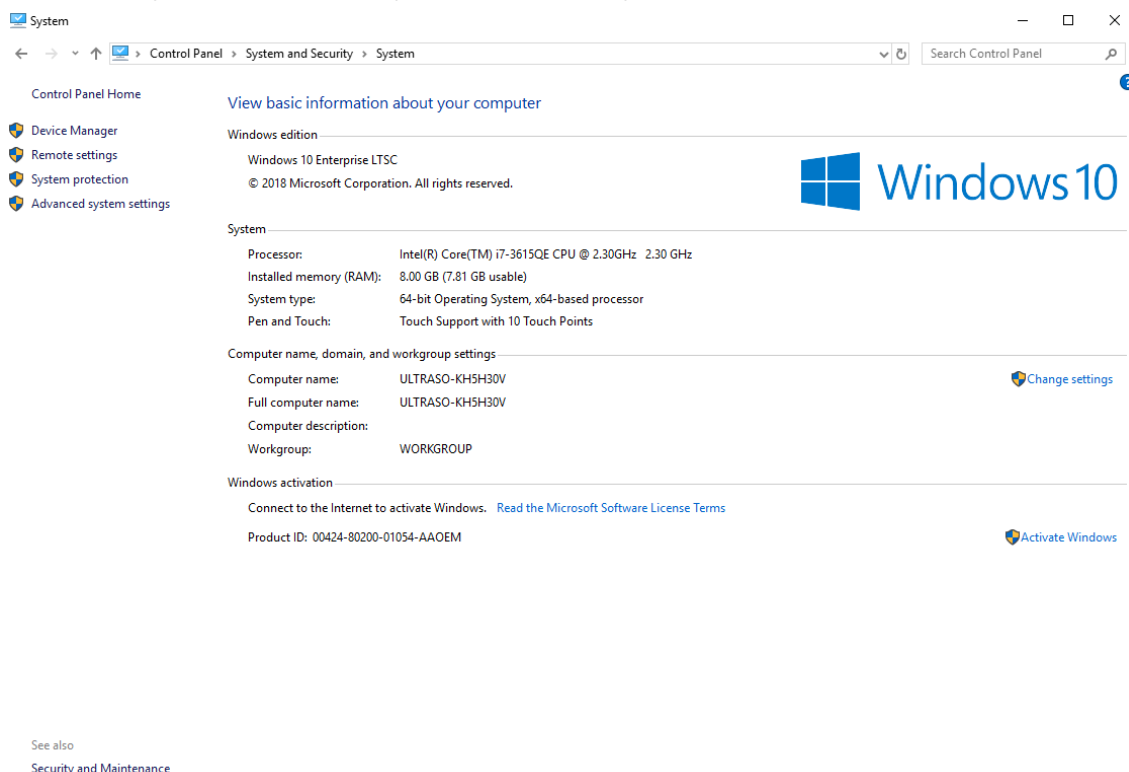 System
Control Panel > System and Security > System
Search Control Panel
Control Panel Home
Device Manager
Remote settings
System protection
Advanced system settings
View basic information about your computer
Windows edition
Windows 10 Enterprise LTSC
© 2018 Microsoft Corporation. All rights reserved.
Windows 10
System
Processor: Intel(R) Core(TM) i7-3615QE CPU @ 2.30GHz 2.30 GHz
Installed memory (RAM): 8.00 GB (7.81 GB usable)
System type: 64-bit Operating System, x64-based processor
Pen and Touch: Touch Support with 10 Touch Points
Computer name, domain, and workgroup settings
Computer name: ULTRASO-KH5H30V
Change settings
Full computer name: ULTRASO-KH5H30V
Computer description:
Workgroup: WORKGROUP
Windows activation
Connect to the Internet to activate Windows. Read the Microsoft Software License Terms
Product ID: 00424-80200-01054-AAOEM
Activate Windows
See also
Security and Maintenance